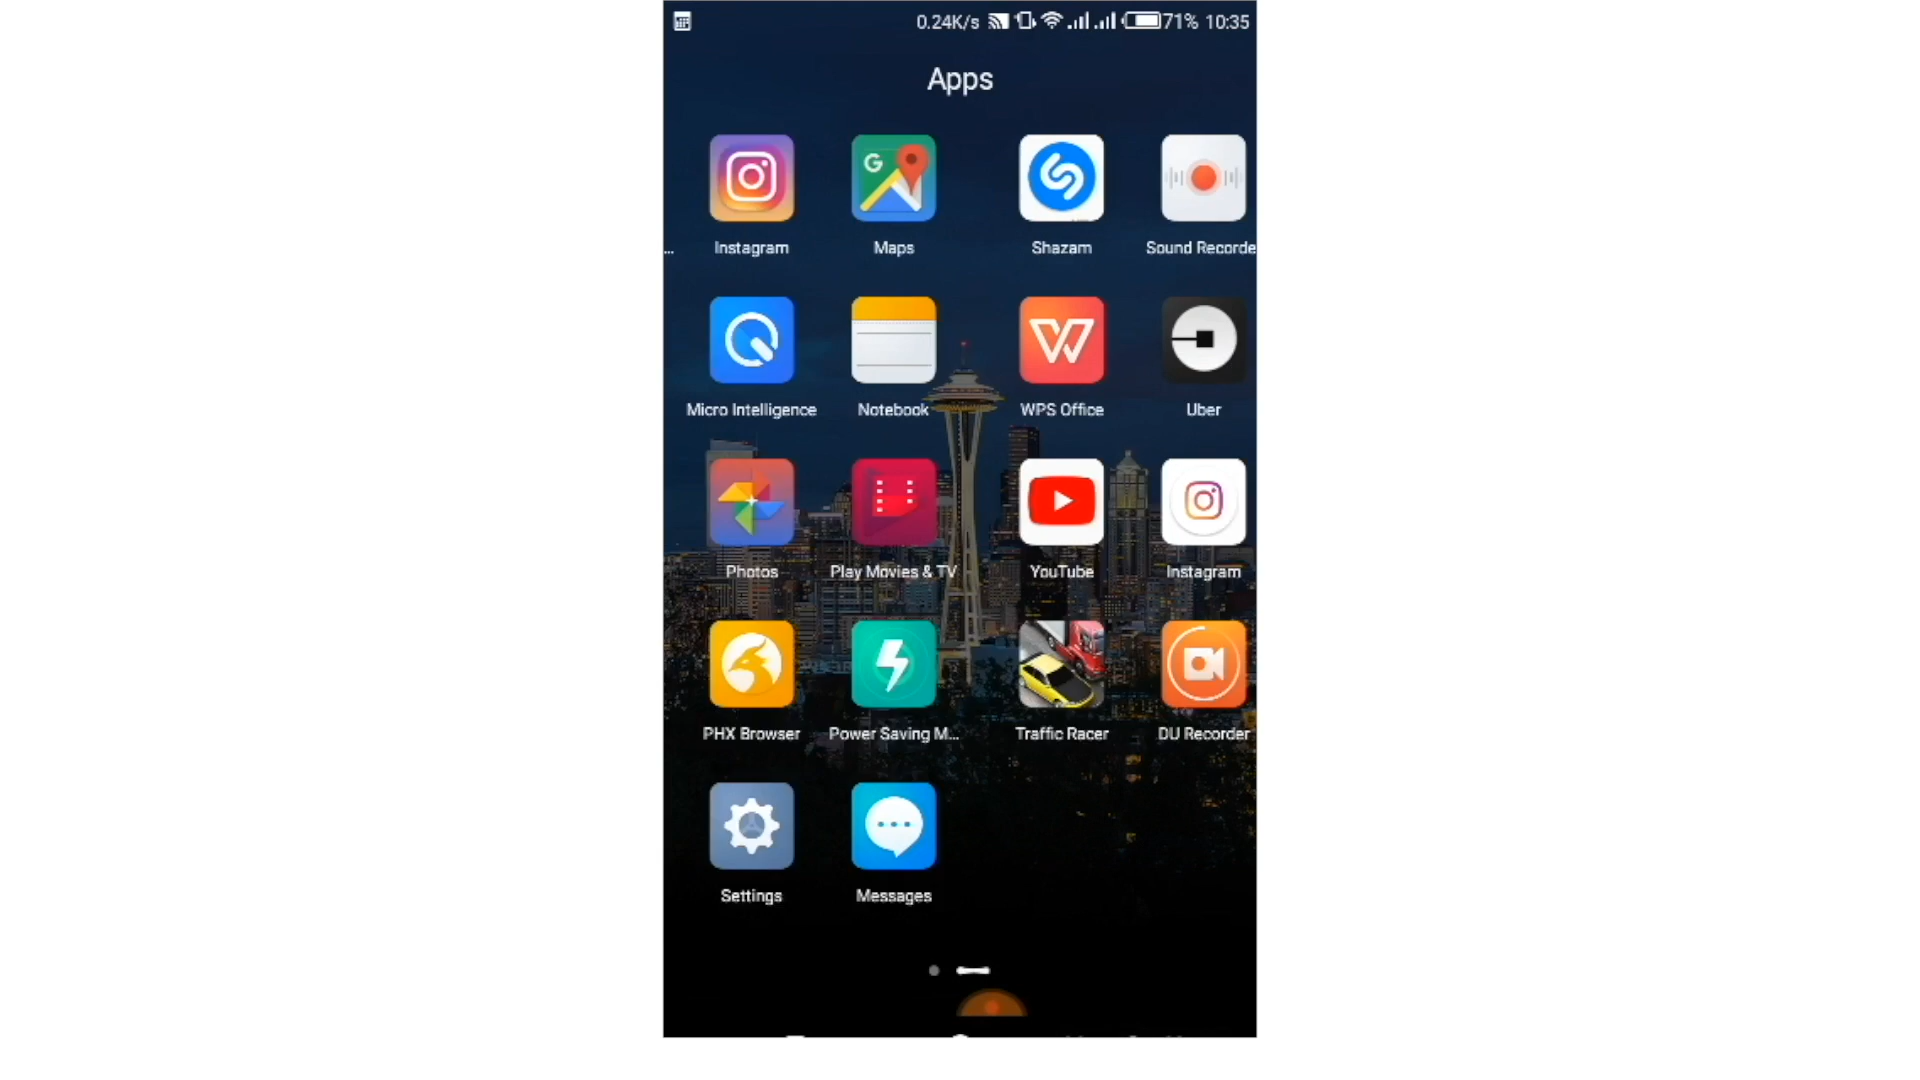 0.24K/s 71% 10:35
Apps
... Instagram Maps Shazam Sound Recorde
Micro Intelligence Notebook WPS Office Uber
Photos Play Movies & TV YouTube Instagram
PHX Browser Power Saving M... Traffic Racer DU Recorder
Settings Messages